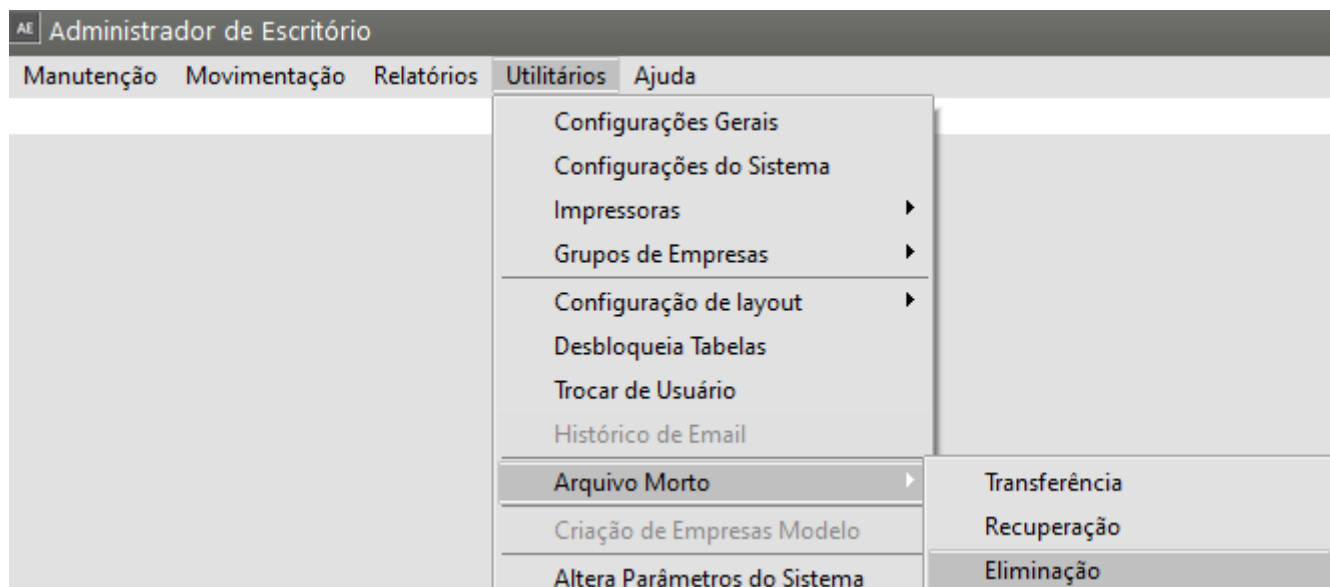 AE Administrador de Escritório
Manutenção Movimentação Relatórios Utilitários Ajuda
Configurações Gerais
Configurações do Sistema
Impressoras
Grupos de Empresas
Configuração de layout
Desbloqueia Tabelas
Trocar de Usuário
Histórico de Email
Arquivo Morto
Transferência
Criação de Empresas Modelo
Recuperação
Altera Parâmetros do Sistema
Eliminação